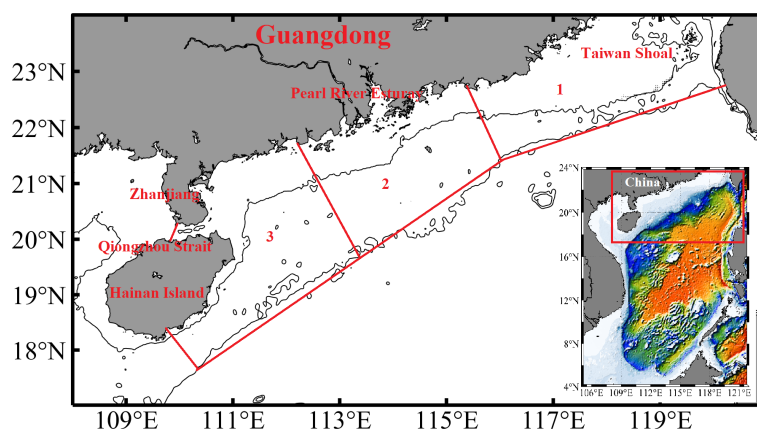 Guangdong
Taiwan Shoal
23°N
Pearl River Esturay
1
22°N
21°N
2
Zhanjiang
3
20°N
Qiongzhou Strait
19°N
Hainan Island
18°N
109°E
111°E
113°E
115°E
117°E
119°E
24°N
China
20°N
16°N
12°N
8°N
4°N
106°E
109°E
112°E
115°E
118°E
121°E